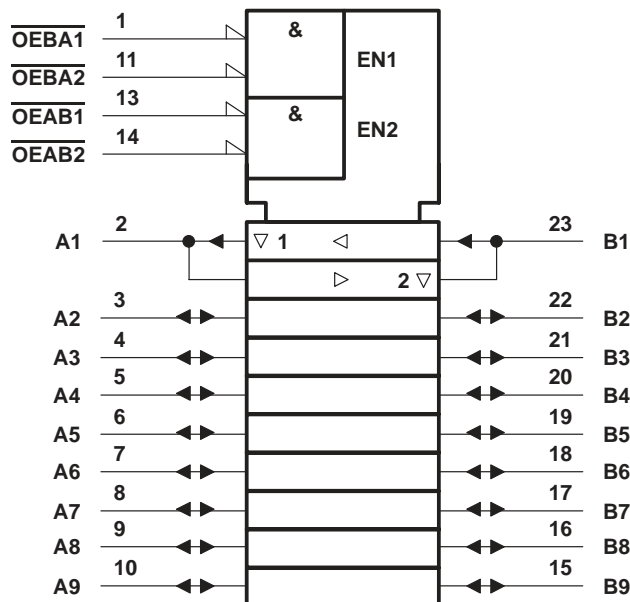 OEBA1 1 & EN1
OEBA2 11
OEAB1 13 & EN2
OEAB2 14
A1 2 1 23 B1
2
A2 3 22 B2
A3 4 21 B3
A4 5 20 B4
A5 6 19 B5
A6 7 18 B6
A7 8 17 B7
A8 9 16 B8
A9 10 15 B9